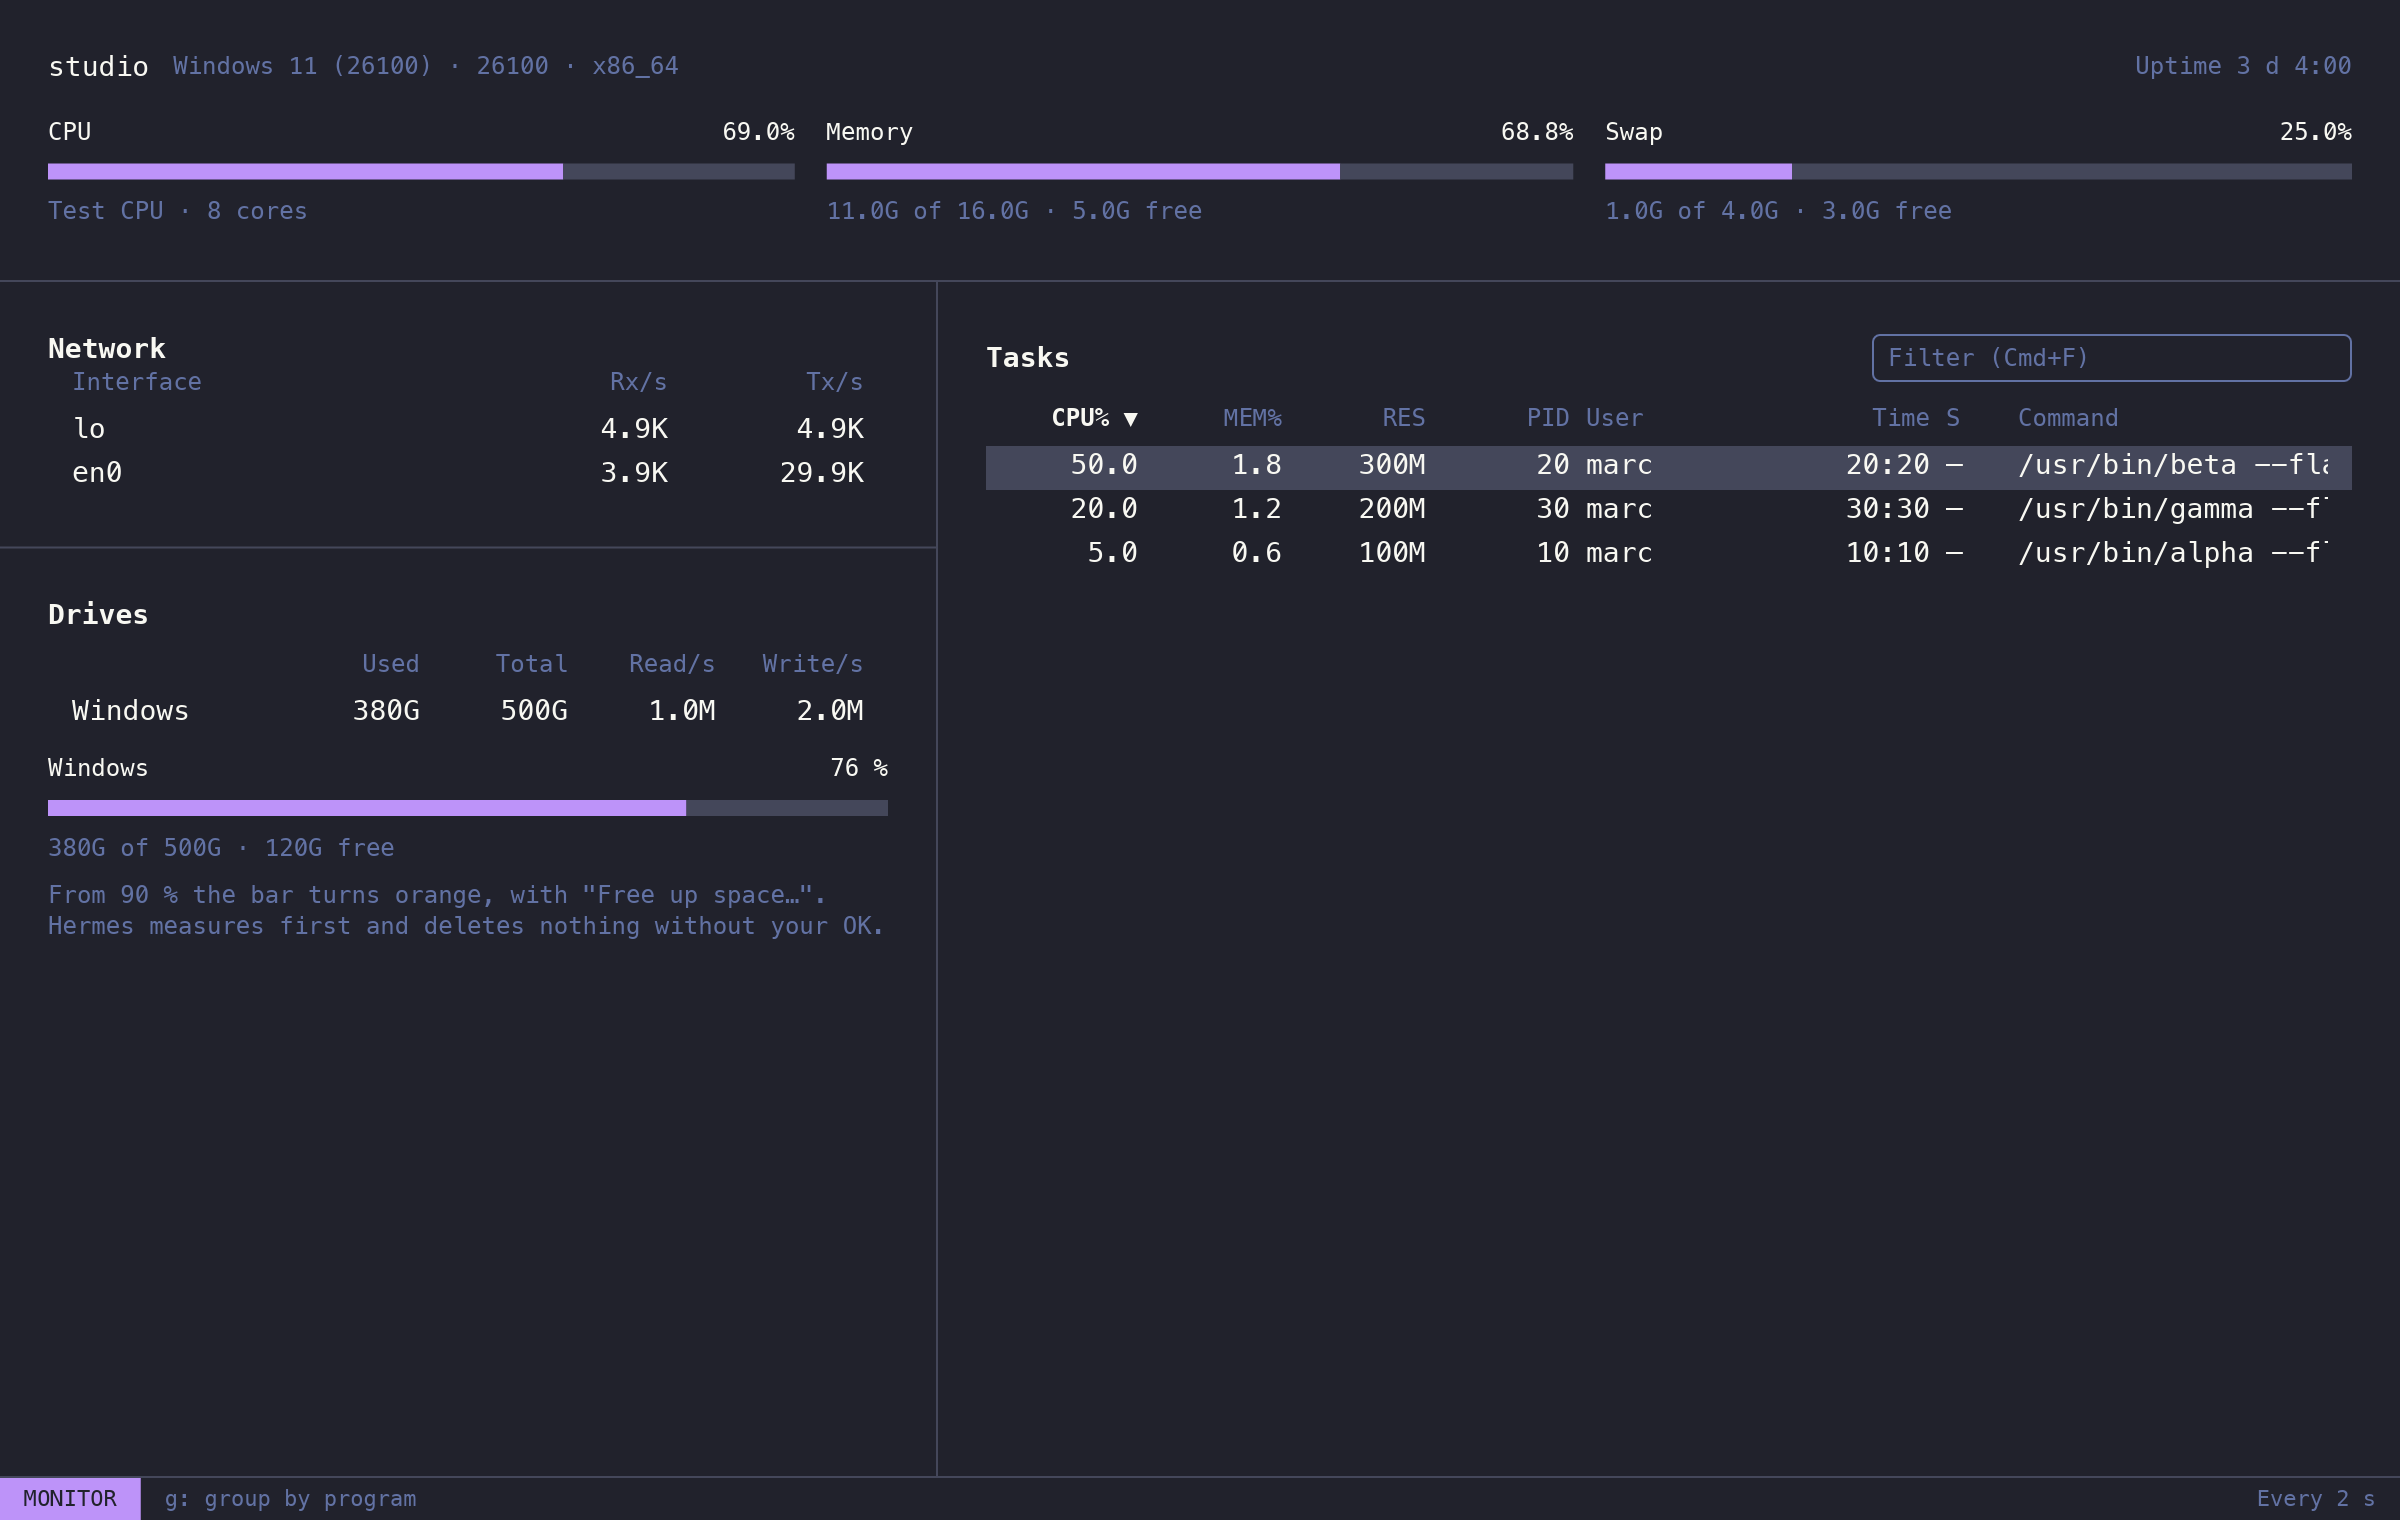 studio Windows 11 (26100) · 26100 · x86_64 Uptime 3 d 4:00
CPU 69.0% Memory 68.8% Swap 25.0%
Test CPU · 8 cores 11.0G of 16.0G · 5.0G free 1.0G of 4.0G · 3.0G free
Network
Interface Rx/s Tx/s
lo 4.9K 4.9K
en0 3.9K 29.9K
Drives
Used Total Read/s Write/s
Windows 380G 500G 1.0M 2.0M
Windows 76 %
380G of 500G · 120G free
From 90 % the bar turns orange, with "Free up space…".
Hermes measures first and deletes nothing without your OK.
Tasks Filter (Cmd+F)
CPU% ▼ MEM% RES PID User Time S Command
50.0 1.8 300M 20 marc 20:20 – /usr/bin/beta --fla
20.0 1.2 200M 30 marc 30:30 – /usr/bin/gamma --fl
5.0 0.6 100M 10 marc 10:10 – /usr/bin/alpha --fl
MONITOR g: group by program Every 2 s